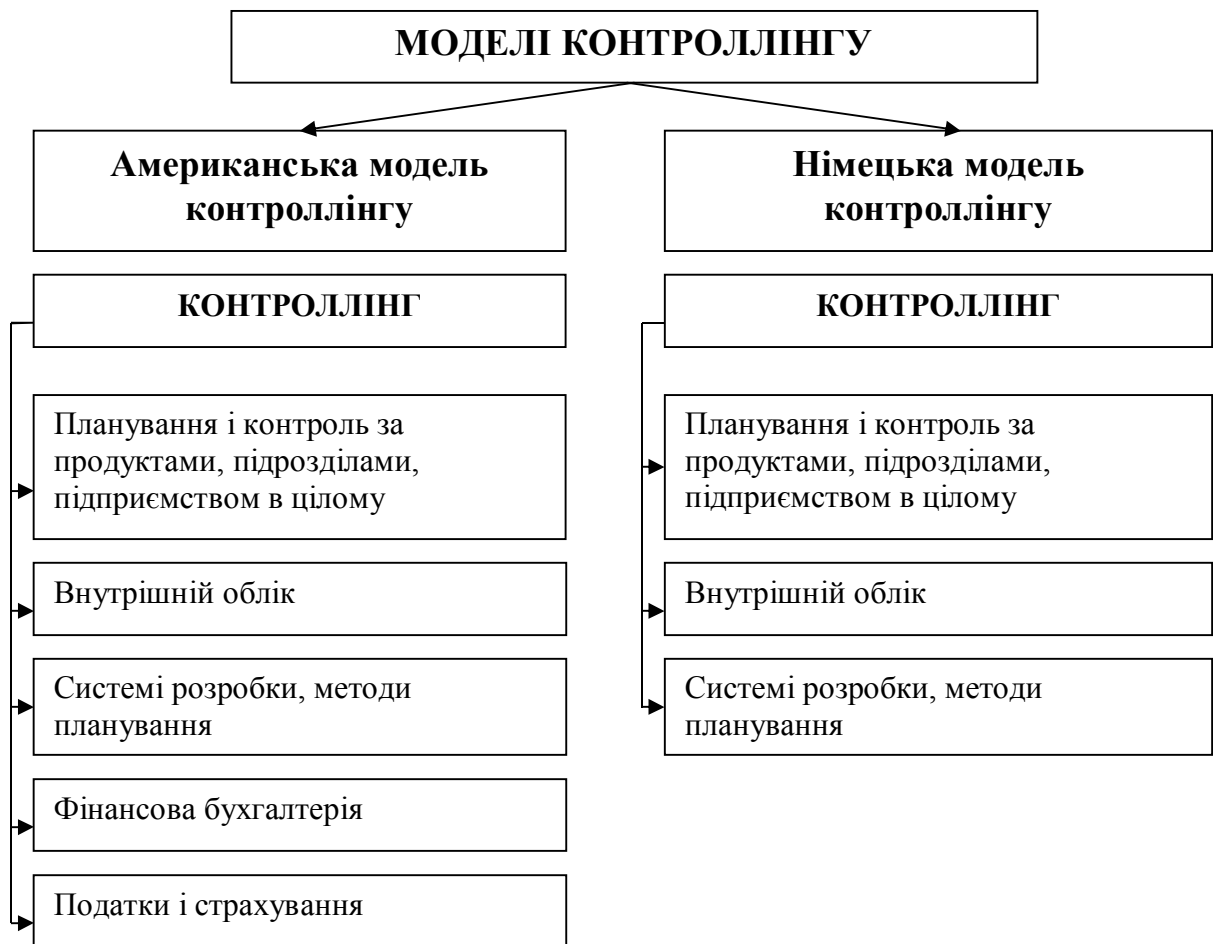 МОДЕЛІ КОНТРОЛЛІНГУ
Американська модель
контроллінгу
КОНТРОЛЛІНГ
Планування і контроль за
продуктами, підрозділами,
підприємством в цілому
Внутрішній облік
Системі розробки, методи
планування
Фінансова бухгалтерія
Податки і страхування
Німецька модель
контроллінгу
КОНТРОЛЛІНГ
Планування і контроль за
продуктами, підрозділами,
підприємством в цілому
Внутрішній облік
Системі розробки, методи
планування